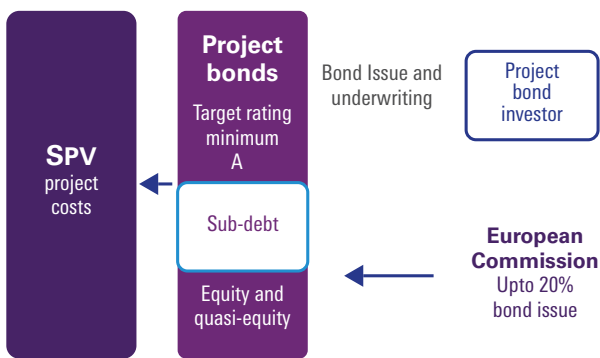 SPV
project
costs
Project
bonds
Target rating
minimum
A
Sub-debt
Equity and
quasi-equity
Bond Issue and
underwriting
Project
bond
investor
European
Commission
Upto 20%
bond issue